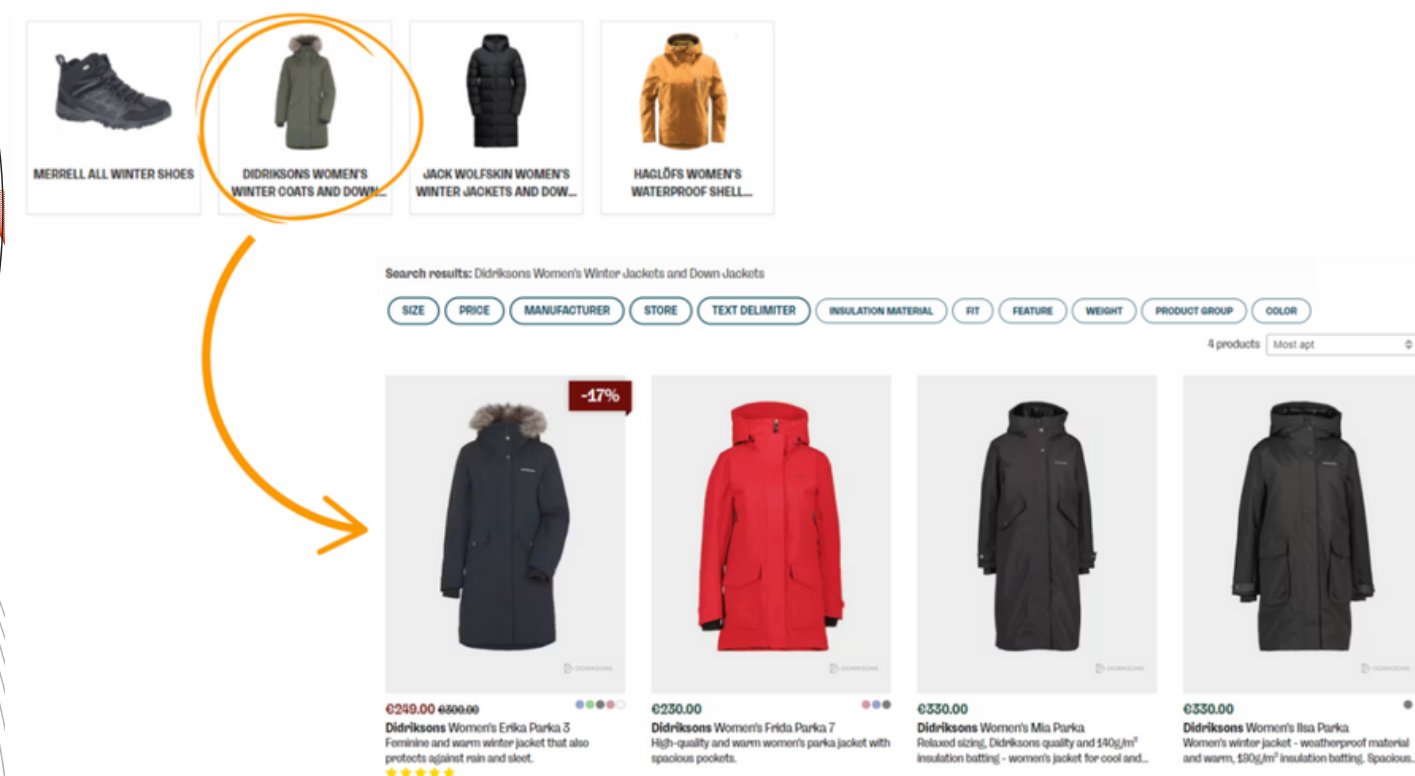 MERRELL ALL WINTER SHOES
DIDRIKSONS WOMEN'S
WINTER COATS AND DOWN...
JACK WOLFSKIN WOMEN'S
WINTER JACKETS AND DOW...
HAGLÖFS WOMEN'S
WATERPROOF SHELL...
Search results: Didriksons Women's Winter Jackets and Down Jackets
SIZE PRICE MANUFACTURER STORE TEXT DELIMITER INSULATION MATERIAL FIT FEATURE WEIGHT PRODUCT GROUP COLOR
4 products Most apt
-17%
DIDRIKSONS
DIDRIKSONS
DIDRIKSONS
DIDRIKSONS
€249.00 €300.00
Didriksons Women's Erika Parka 3
Feminine and warm winter jacket that also
protects against rain and sleet.
€230.00
Didriksons Women's Frida Parka 7
High-quality and warm women's parka jacket with
spacious pockets.
€330.00
Didriksons Women's Mia Parka
Relaxed sizing, Didriksons quality and 140g/m²
insulation batting - women's jacket for cool and...
€330.00
Didriksons Women's Ilsa Parka
Women's winter jacket - weatherproof material
and warm, 180g/m² insulation batting. Spacious...